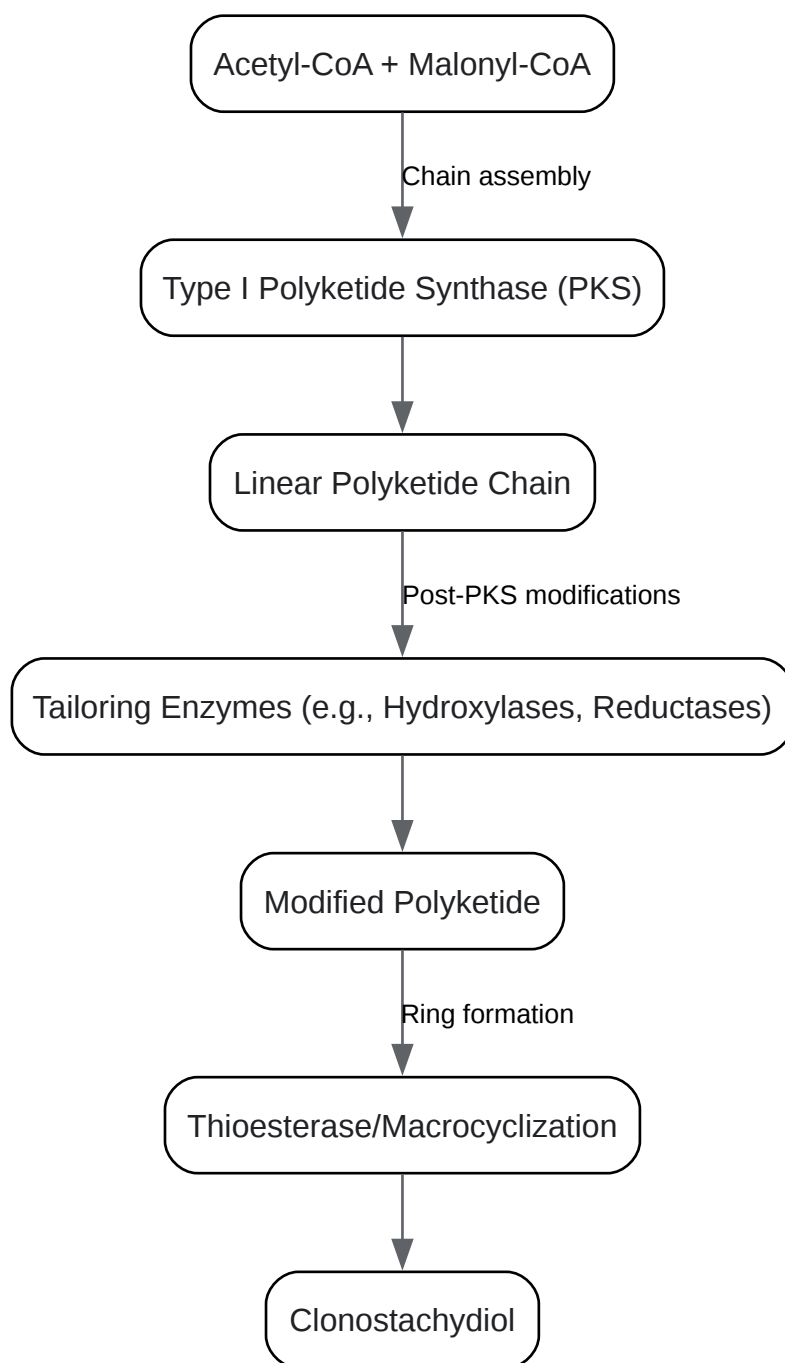 Acetyl-CoA + Malonyl-CoA
Chain assembly
Type I Polyketide Synthase (PKS)
Linear Polyketide Chain
Post-PKS modifications
Tailoring Enzymes (e.g., Hydroxylases, Reductases)
Modified Polyketide
Ring formation
Thioesterase/Macrocyclization
Clonostachydiol